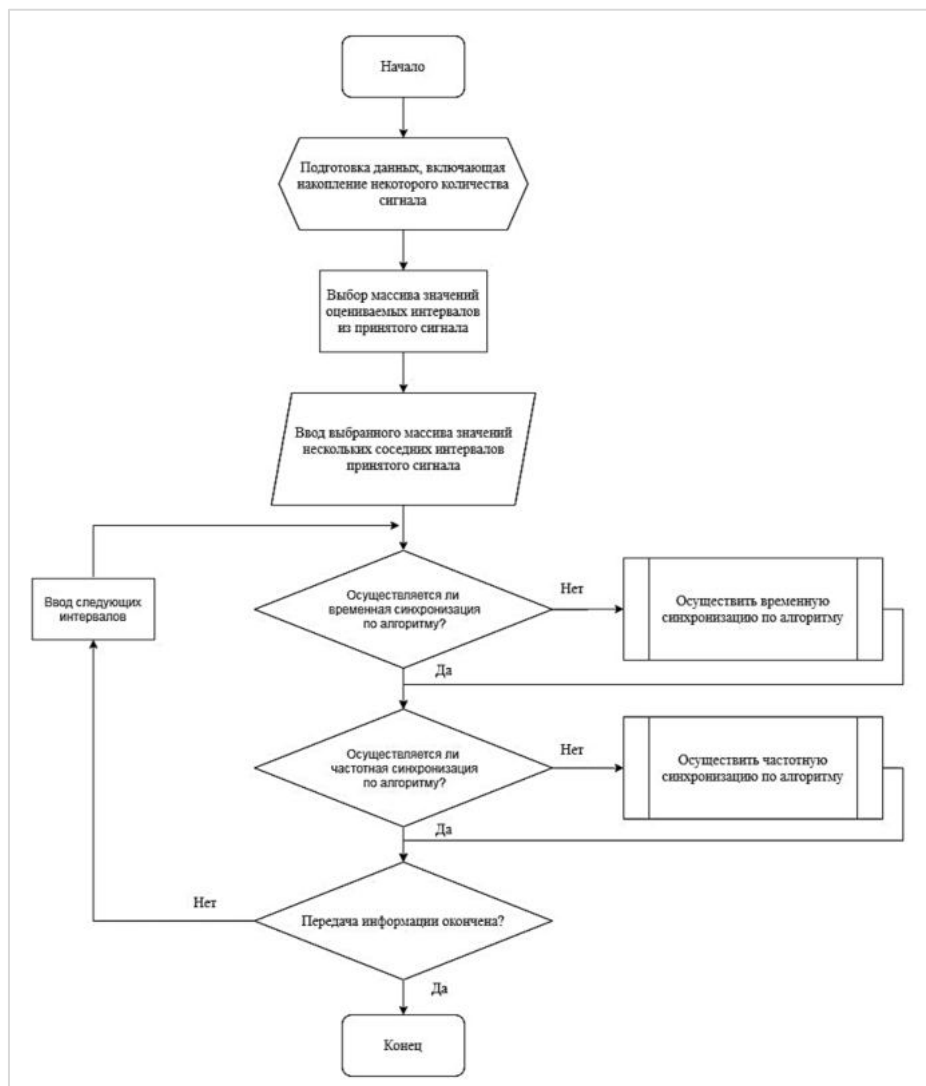 Начало
Подготовка данных, включающая
накопление некоторого количества
сигнала
Выбор массива значений
оцениваемых интервалов
из принятого сигнала
Ввод выбранного массива значений
нескольких соседних интервалов
принятого сигнала
Ввод следующих
интервалов
Осуществляется ли
временная синхронизация
по алгоритму?
Нет
Осуществить временную
синхронизацию по алгоритму
Да
Осуществляется ли
частотная синхронизация
по алгоритму?
Нет
Осуществить частотную
синхронизацию по алгоритму
Да
Нет
Передача информации окончена?
Да
Конец